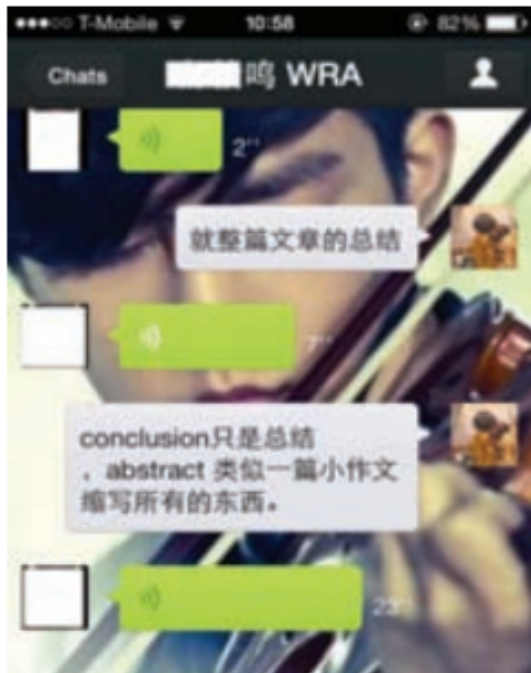 T-Mobile 10:58 82%
Chats 鸣 WRA
2''
就整篇文章的总结
7''
conclusion只是总结
，abstract 类似一篇小作文
缩写所有的东西。
23''